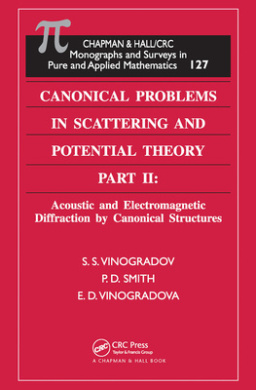 π
CHAPMAN & HALL/CRC
Monographs and Surveys in
Pure and Applied Mathematics 127
CANONICAL PROBLEMS
IN SCATTERING AND
POTENTIAL THEORY
PART II:
Acoustic and Electromagnetic
Diffraction by Canonical Structures
S. S. VINOGRADOV
P. D. SMITH
E. D. VINOGRADOVA
CRC Press
Taylor & Francis Group
A CHAPMAN & HALL BOOK